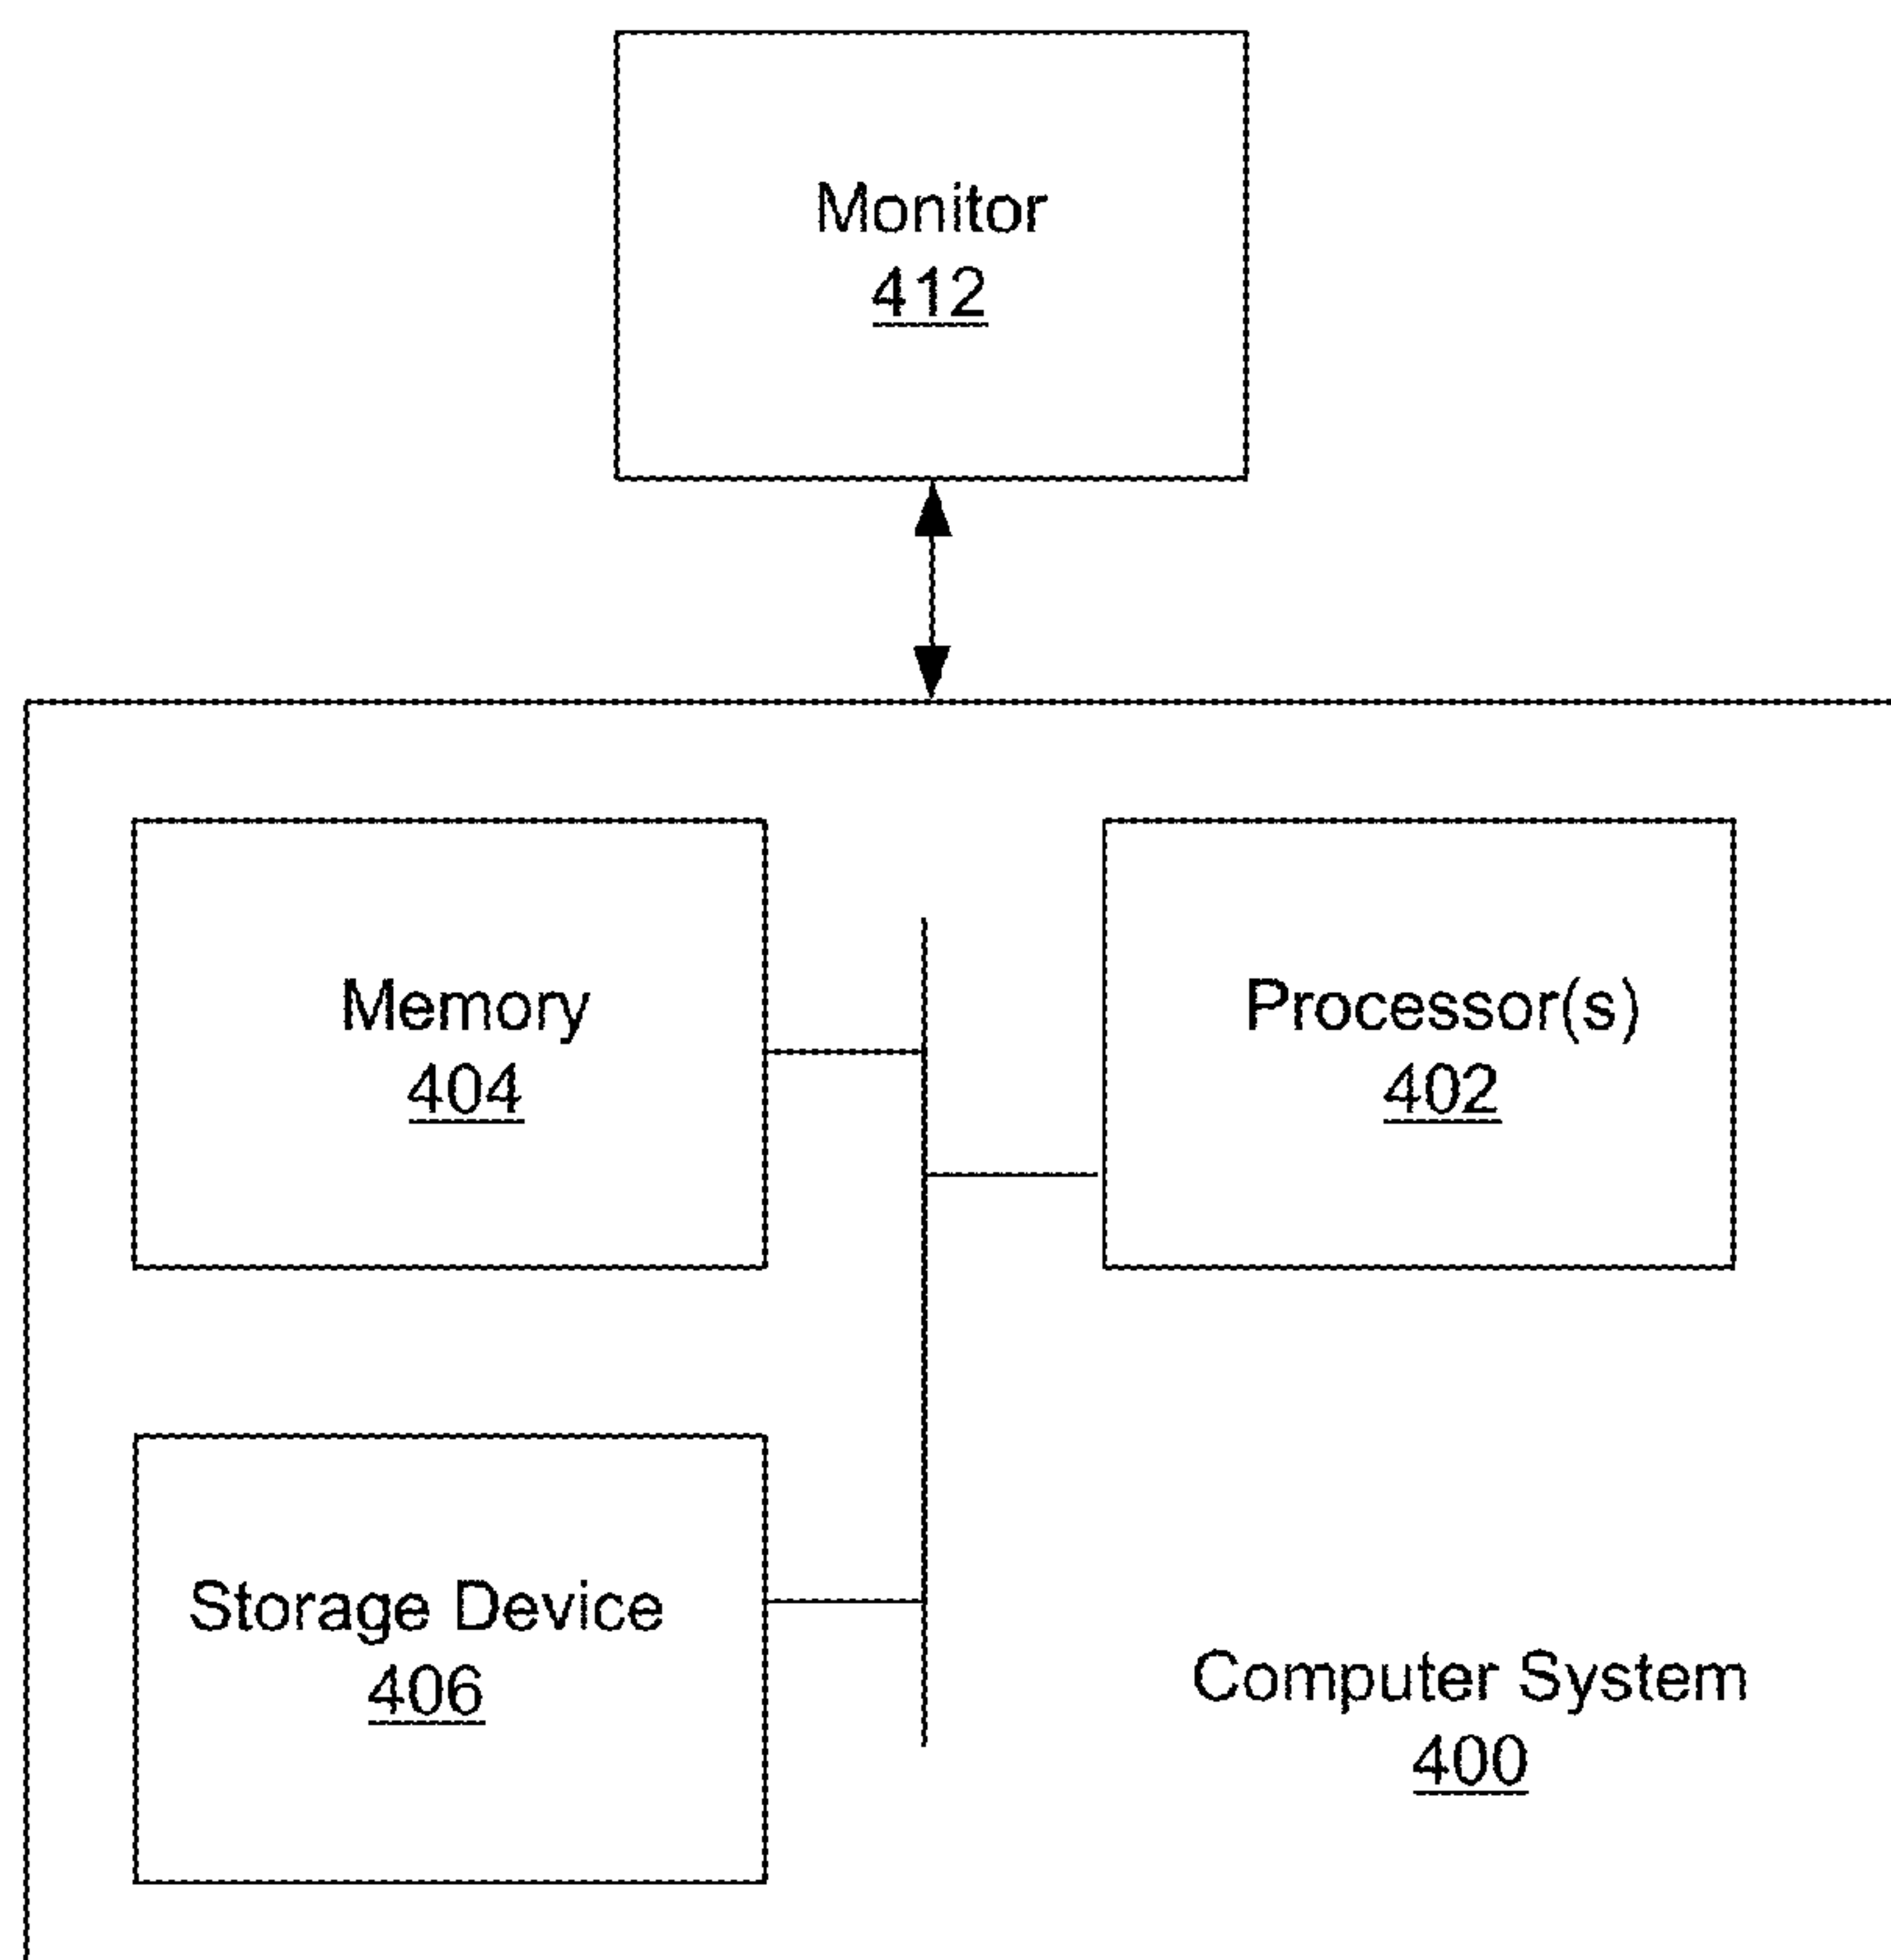 Monitor
412
Memory
404
Processor(s)
402
Storage Device
406
Computer System
400